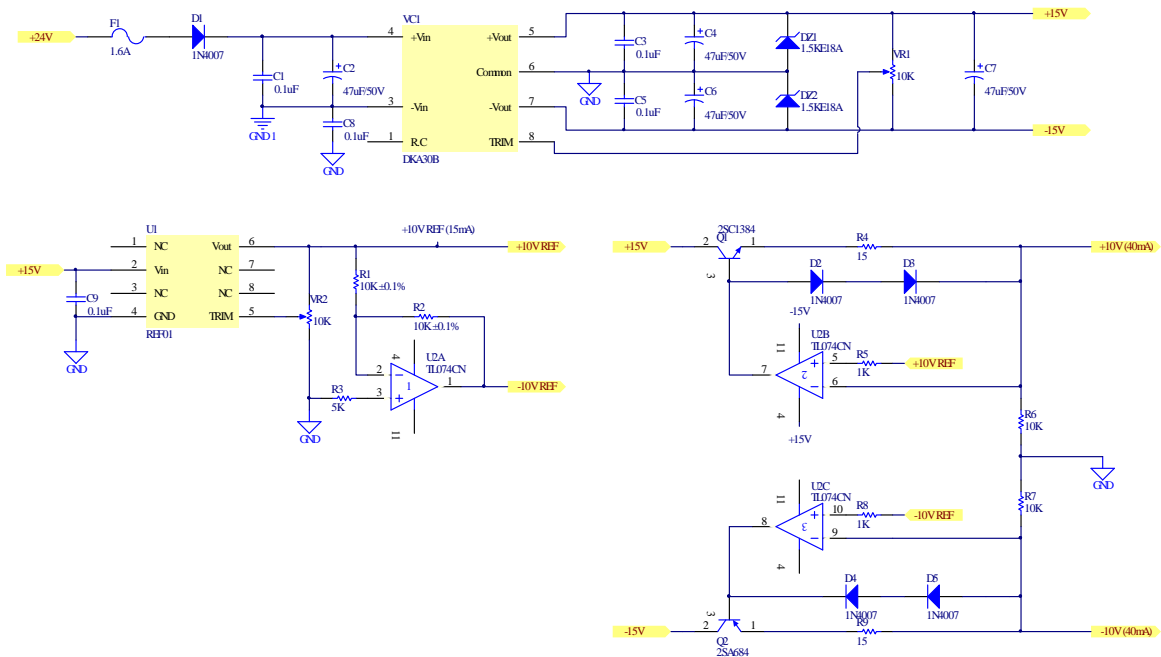 +24V
F1
1.6A
D1
1N4007
C1
0.1uF
GND1
C2
47uF/50V
C8
0.1uF
GND
VC1
4 +Vin +Vout 5
Common 6
3 -Vin -Vout 7
1 R.C TRIM 8
DKA30B
GND
C3
0.1uF
C5
0.1uF
C4
47uF/50V
C6
47uF/50V
DZ1
1.5KE18A
DZ2
1.5KE18A
VR1
10K
C7
47uF/50V
+15V
-15V
+15V
C9
0.1uF
GND
U1
1 NC Vout 6
2 Vin NC 7
3 NC NC 8
4 GND TRIM 5
REF01
VR2
10K
GND
+10V REF (15mA)
+10V REF
R1
10K±0.1%
R2
10K±0.1%
R3
5K
U2A
TL074CN
4
2
3
1
1
11
-10V REF
+15V
2SC1384
Q1
2
1
3
R4
15
+10V (40mA)
D2
1N4007
D3
1N4007
-15V
11
U2B
TL074CN
7
2
5
6
4
+15V
R5
1K
+10V REF
R6
10K
GND
R7
10K
11
U2C
TL074CN
8
3
10
9
4
R8
1K
-10V REF
D4
1N4007
D5
1N4007
-15V
3
2
1
Q2
2SA684
R9
15
-10V (40mA)